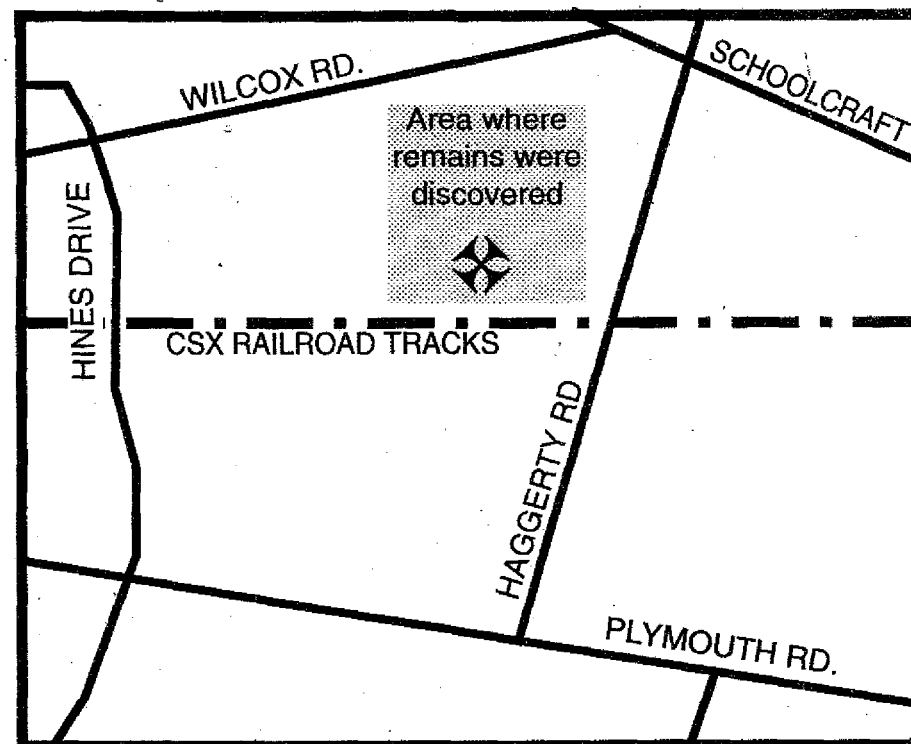 WILCOX RD.
SCHOOLCRAFT
Area where
remains were
discovered
HINES DRIVE
CSX RAILROAD TRACKS
HAGGERTY RD
PLYMOUTH RD.